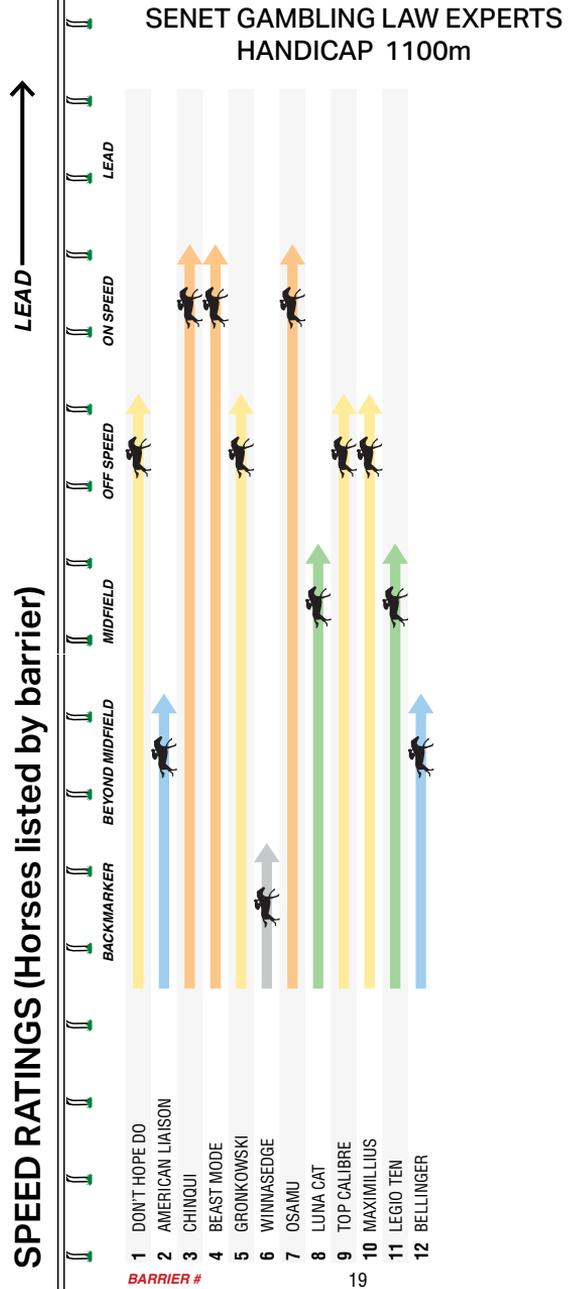 SENET GAMBLING LAW EXPERTS
HANDICAP 1100m
SPEED RATINGS (Horses listed by barrier)
LEAD
LEAD
ON SPEED
OFF SPEED
MIDFIELD
BEYOND MIDFIELD
BACKMARKER
1 DON'T HOPE DO
2 AMERICAN LIAISON
3 CHINQUI
4 BEAST MODE
5 GRONKOWSKI
6 WINNASEDGE
7 OSAMU
8 LUNA CAT
9 TOP CALIBRE
10 MAXIMILLIUS
11 LEGIO TEN
12 BELLINGER
BARRIER #
19